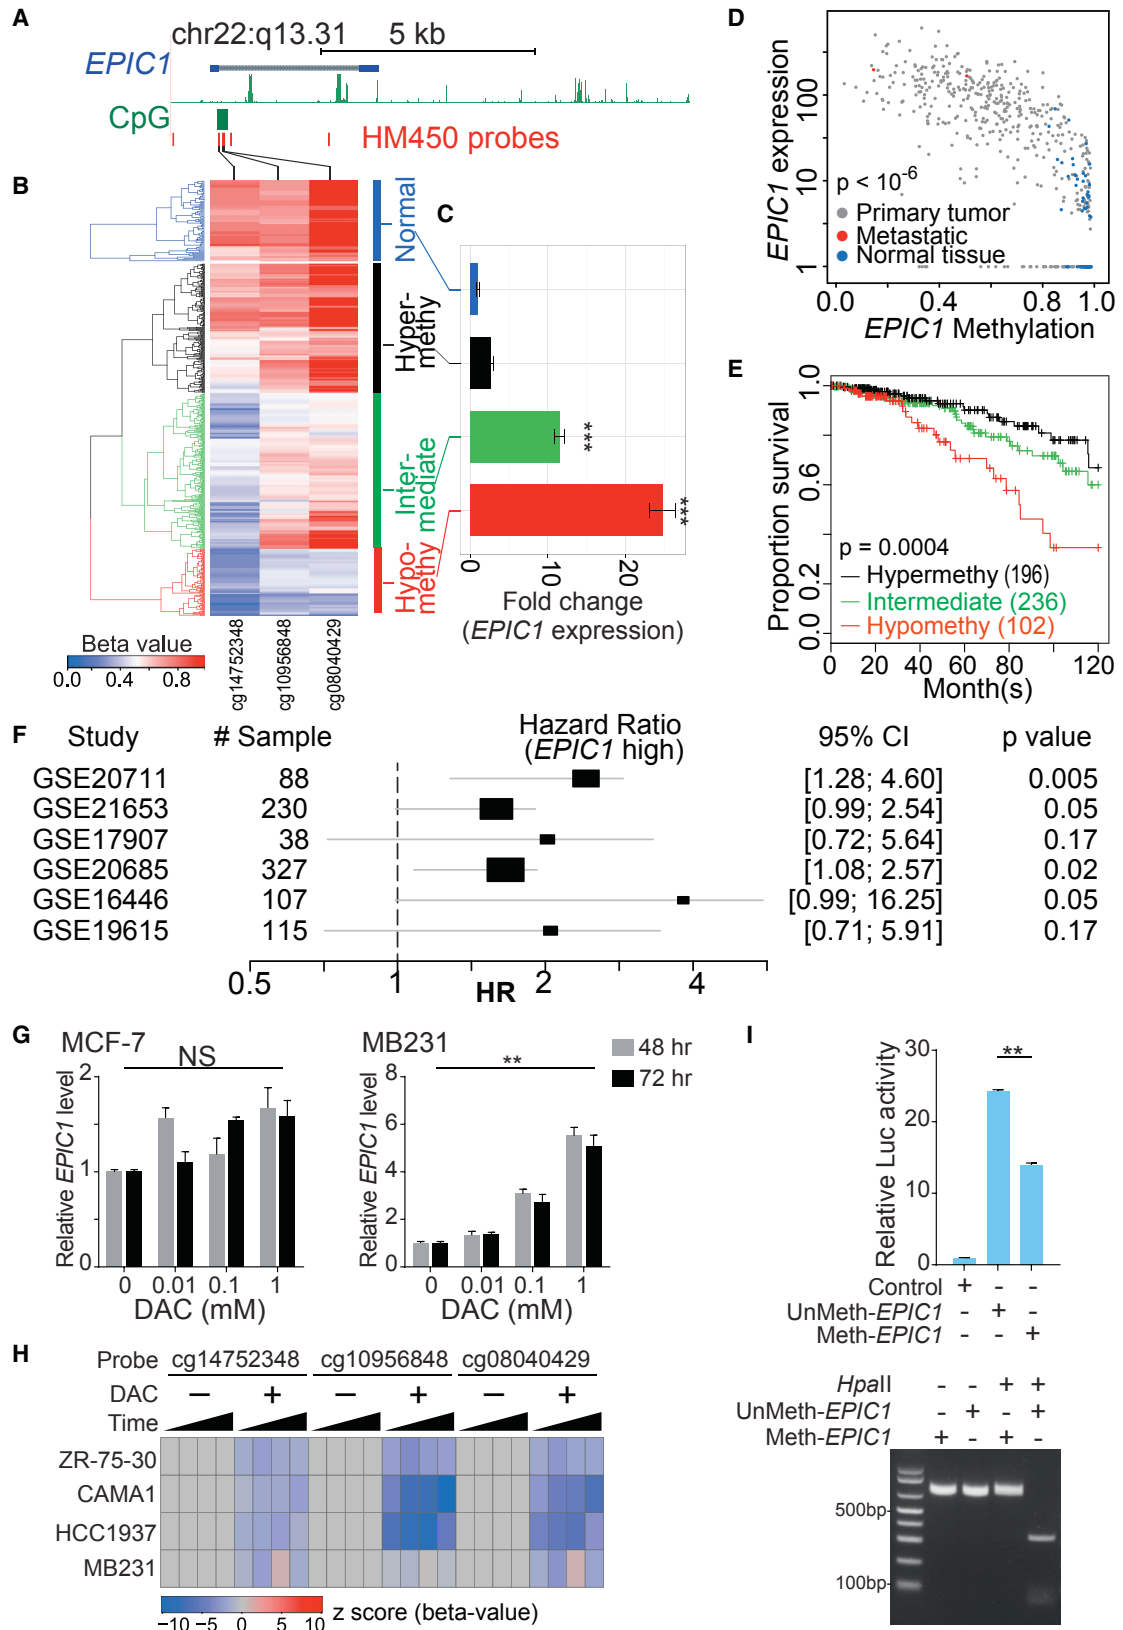 A
chr22:q13.31
5 kb
EPIC1
CpG
HM450 probes
B
Normal
Hyper-
methy
Inter-
mediate
Hypo-
methy
Beta value
0.0 0.4 0.8
cg14752348
cg10956848
cg08040429
C
***
***
0 10 20
Fold change
(EPIC1 expression)
D
EPIC1 expression
100
10
1
p < 10-6
Primary tumor
Metastatic
Normal tissue
0.0 0.4 0.8 1.0
EPIC1 Methylation
E
Proportion survival
1.0
0.6
0.2
0.0
p = 0.0004
Hypermethy (196)
Intermediate (236)
Hypomethy (102)
0 20 40 60 80 120
Month(s)
F
Study # Sample Hazard Ratio (EPIC1 high) 95% CI p value
GSE20711 88 [1.28; 4.60] 0.005
GSE21653 230 [0.99; 2.54] 0.05
GSE17907 38 [0.72; 5.64] 0.17
GSE20685 327 [1.08; 2.57] 0.02
GSE16446 107 [0.99; 16.25] 0.05
GSE19615 115 [0.71; 5.91] 0.17
0.5 1 2 4
HR
G
MCF-7
NS
Relative EPIC1 level
2
1
0
0 0.01 0.1 1
DAC (mM)
MB231
**
48 hr
72 hr
Relative EPIC1 level
8
6
4
2
0
0 0.01 0.1 1
DAC (mM)
H
Probe cg14752348 cg10956848 cg08040429
DAC − + − + − +
Time
ZR-75-30
CAMA1
HCC1937
MB231
−10 −5 0 5 10
z score (beta-value)
I
Relative Luc activity
30
20
10
0
**
Control + - -
UnMeth-EPIC1 - + -
Meth-EPIC1 - - +
HpaII - - + +
UnMeth-EPIC1 - + - +
Meth-EPIC1 + - + -
500bp-
100bp-